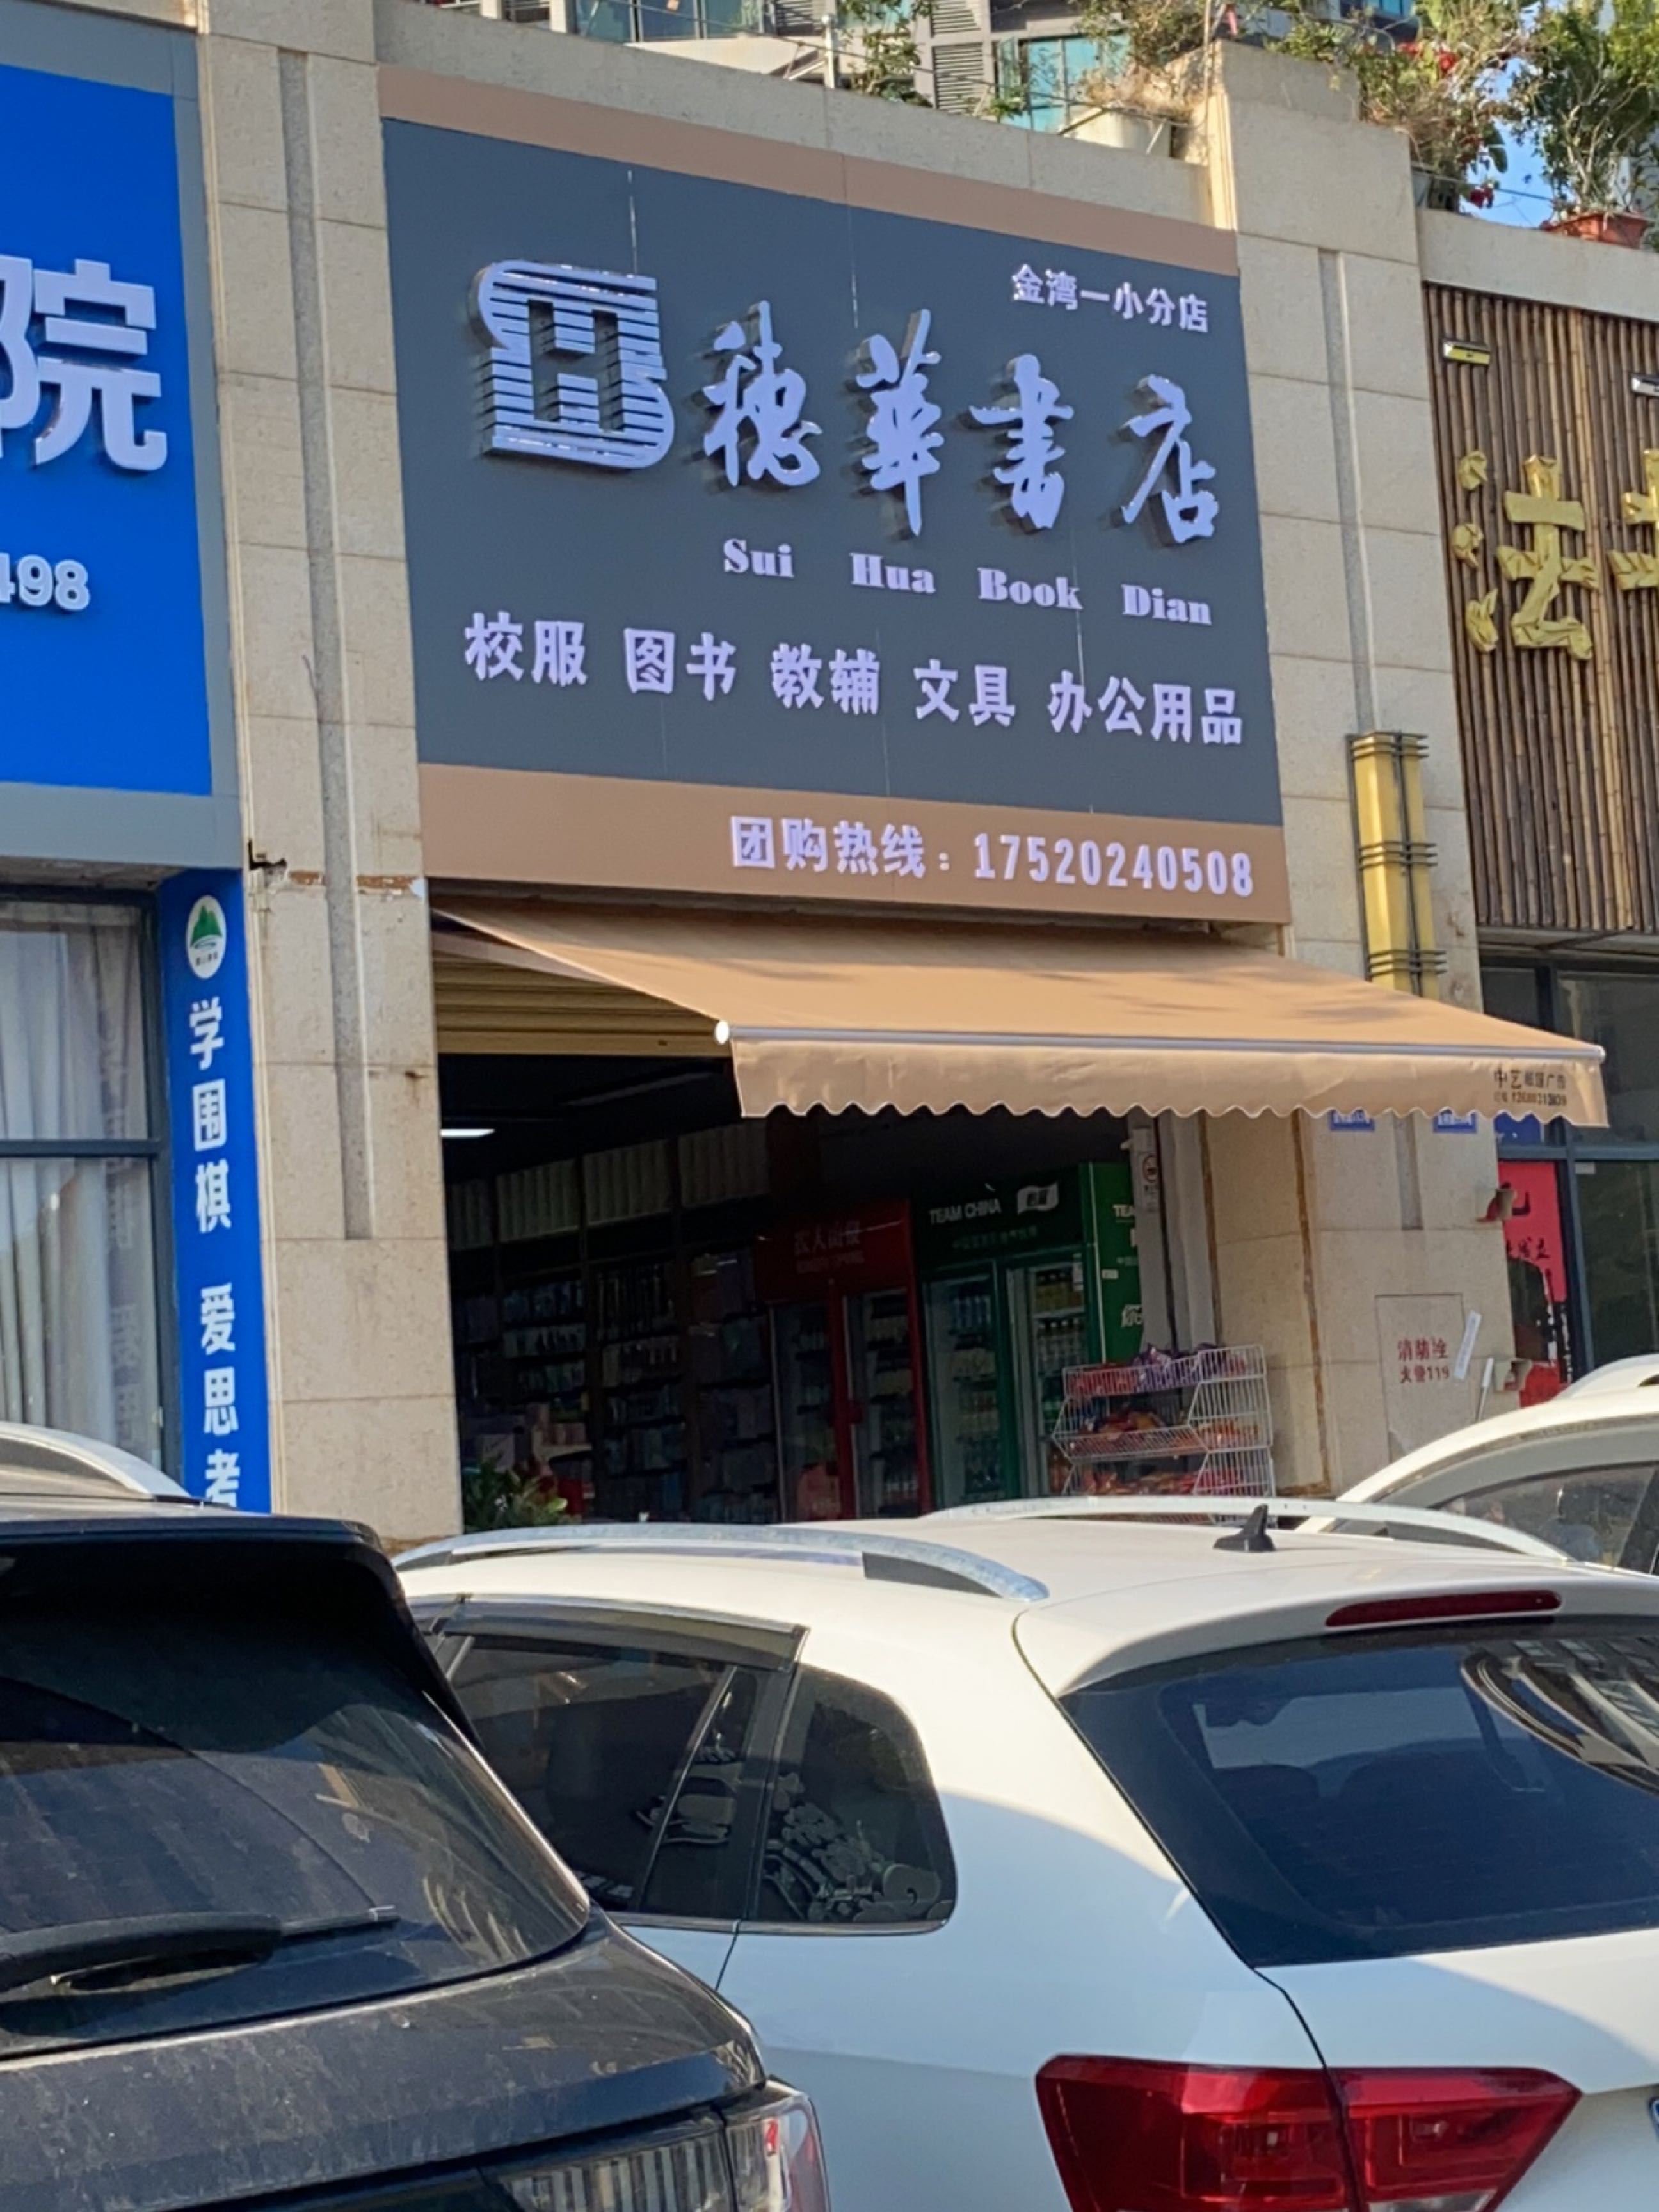 院
498
金湾一小分店
穗華書店
Sui Hua Book Dian
校服 图书 教辅 文具 办公用品
团购热线：17520240508
法
学围棋 爱思考
TEAM CHINA
消防栓
火警119